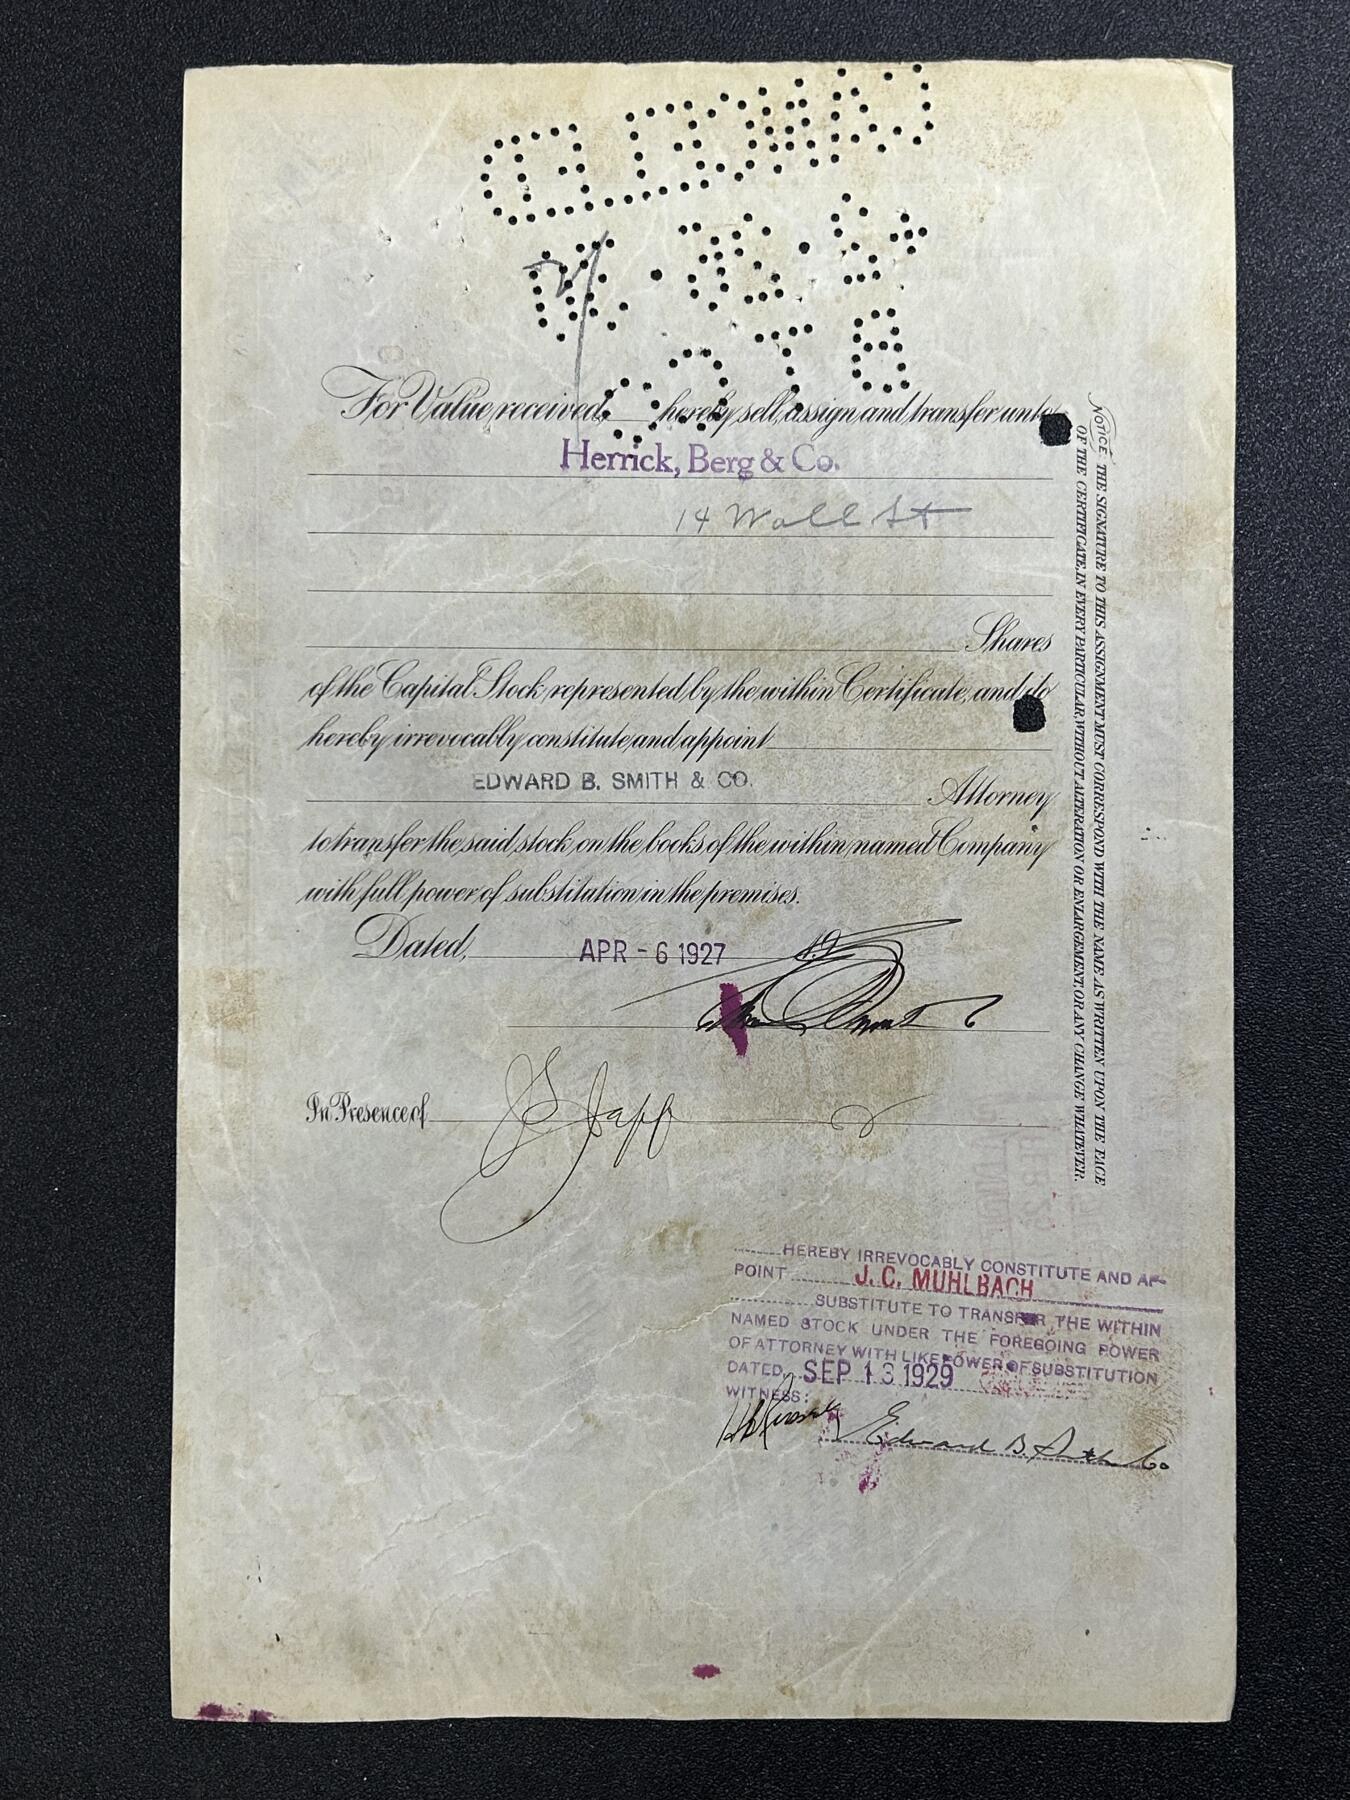 For Value received, hereby sell, assign and transfer unto
Herrick, Berg & Co.
14 Wall St
Shares
of the Capital Stock represented by the within Certificate, and do
hereby irrevocably constitute and appoint
EDWARD B. SMITH & CO.
Attorney
to transfer the said stock on the books of the within named Company
with full power of substitution in the premises.
Dated, APR - 6 1927 19
In Presence of
HEREBY IRREVOCABLY CONSTITUTE AND AP-
POINT J. C. MUHLBACH
SUBSTITUTE TO TRANSFER THE WITHIN
NAMED STOCK UNDER THE FOREGOING POWER
OF ATTORNEY WITH LIKE POWER OF SUBSTITUTION
DATED, SEP 13 1929
WITNESS:
Edward B. Smith & Co
NOTICE. THE SIGNATURE TO THIS ASSIGNMENT MUST CORRESPOND WITH THE NAME AS WRITTEN UPON THE FACE
OF THE CERTIFICATE, IN EVERY PARTICULAR, WITHOUT ALTERATION OR ENLARGEMENT, OR ANY CHANGE WHATEVER.